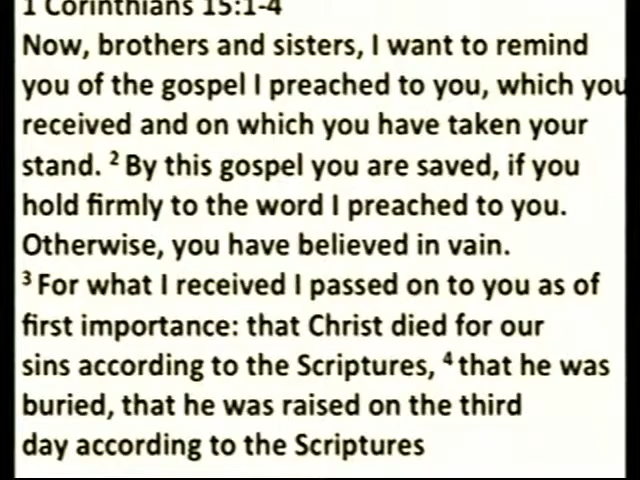 1 Corinthians 15:1-4
Now, brothers and sisters, I want to remind
you of the gospel I preached to you, which you
received and on which you have taken your
stand. ² By this gospel you are saved, if you
hold firmly to the word I preached to you.
Otherwise, you have believed in vain.
³ For what I received I passed on to you as of
first importance: that Christ died for our
sins according to the Scriptures, ⁴ that he was
buried, that he was raised on the third
day according to the Scriptures